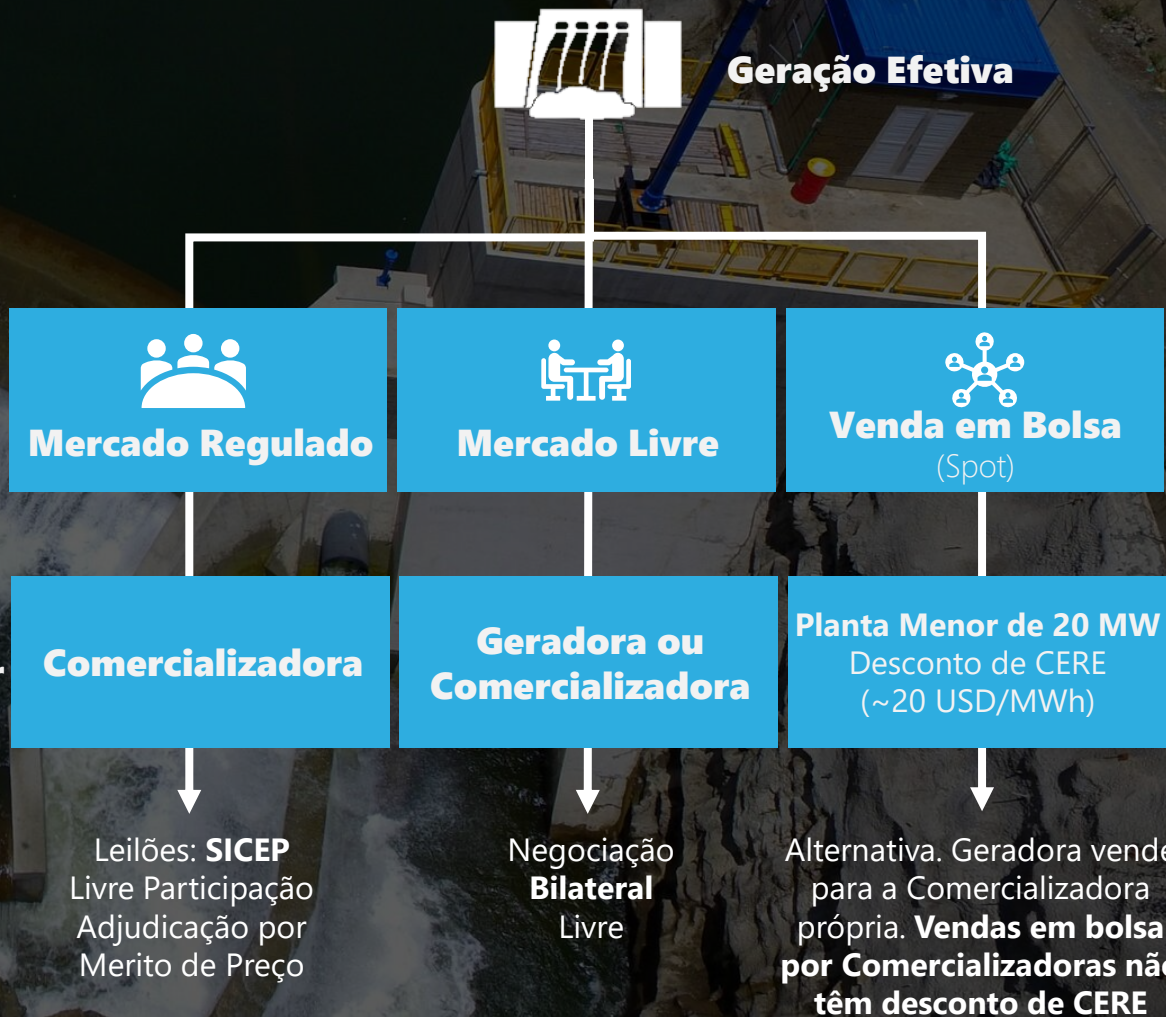 Geração Efetiva
Mercado Regulado
Mercado Livre
Venda em Bolsa
(Spot)
Comercializadora
Geradora ou
Comercializadora
Planta Menor de 20 MW
Desconto de CERE
(~20 USD/MWh)
Leilões: SICEP
Livre Participação
Adjudicação por
Merito de Preço
Negociação
Bilateral
Livre
Alternativa. Geradora vende
para a Comercializadora
própria. Vendas em bolsa
por Comercializadoras não
têm desconto de CERE